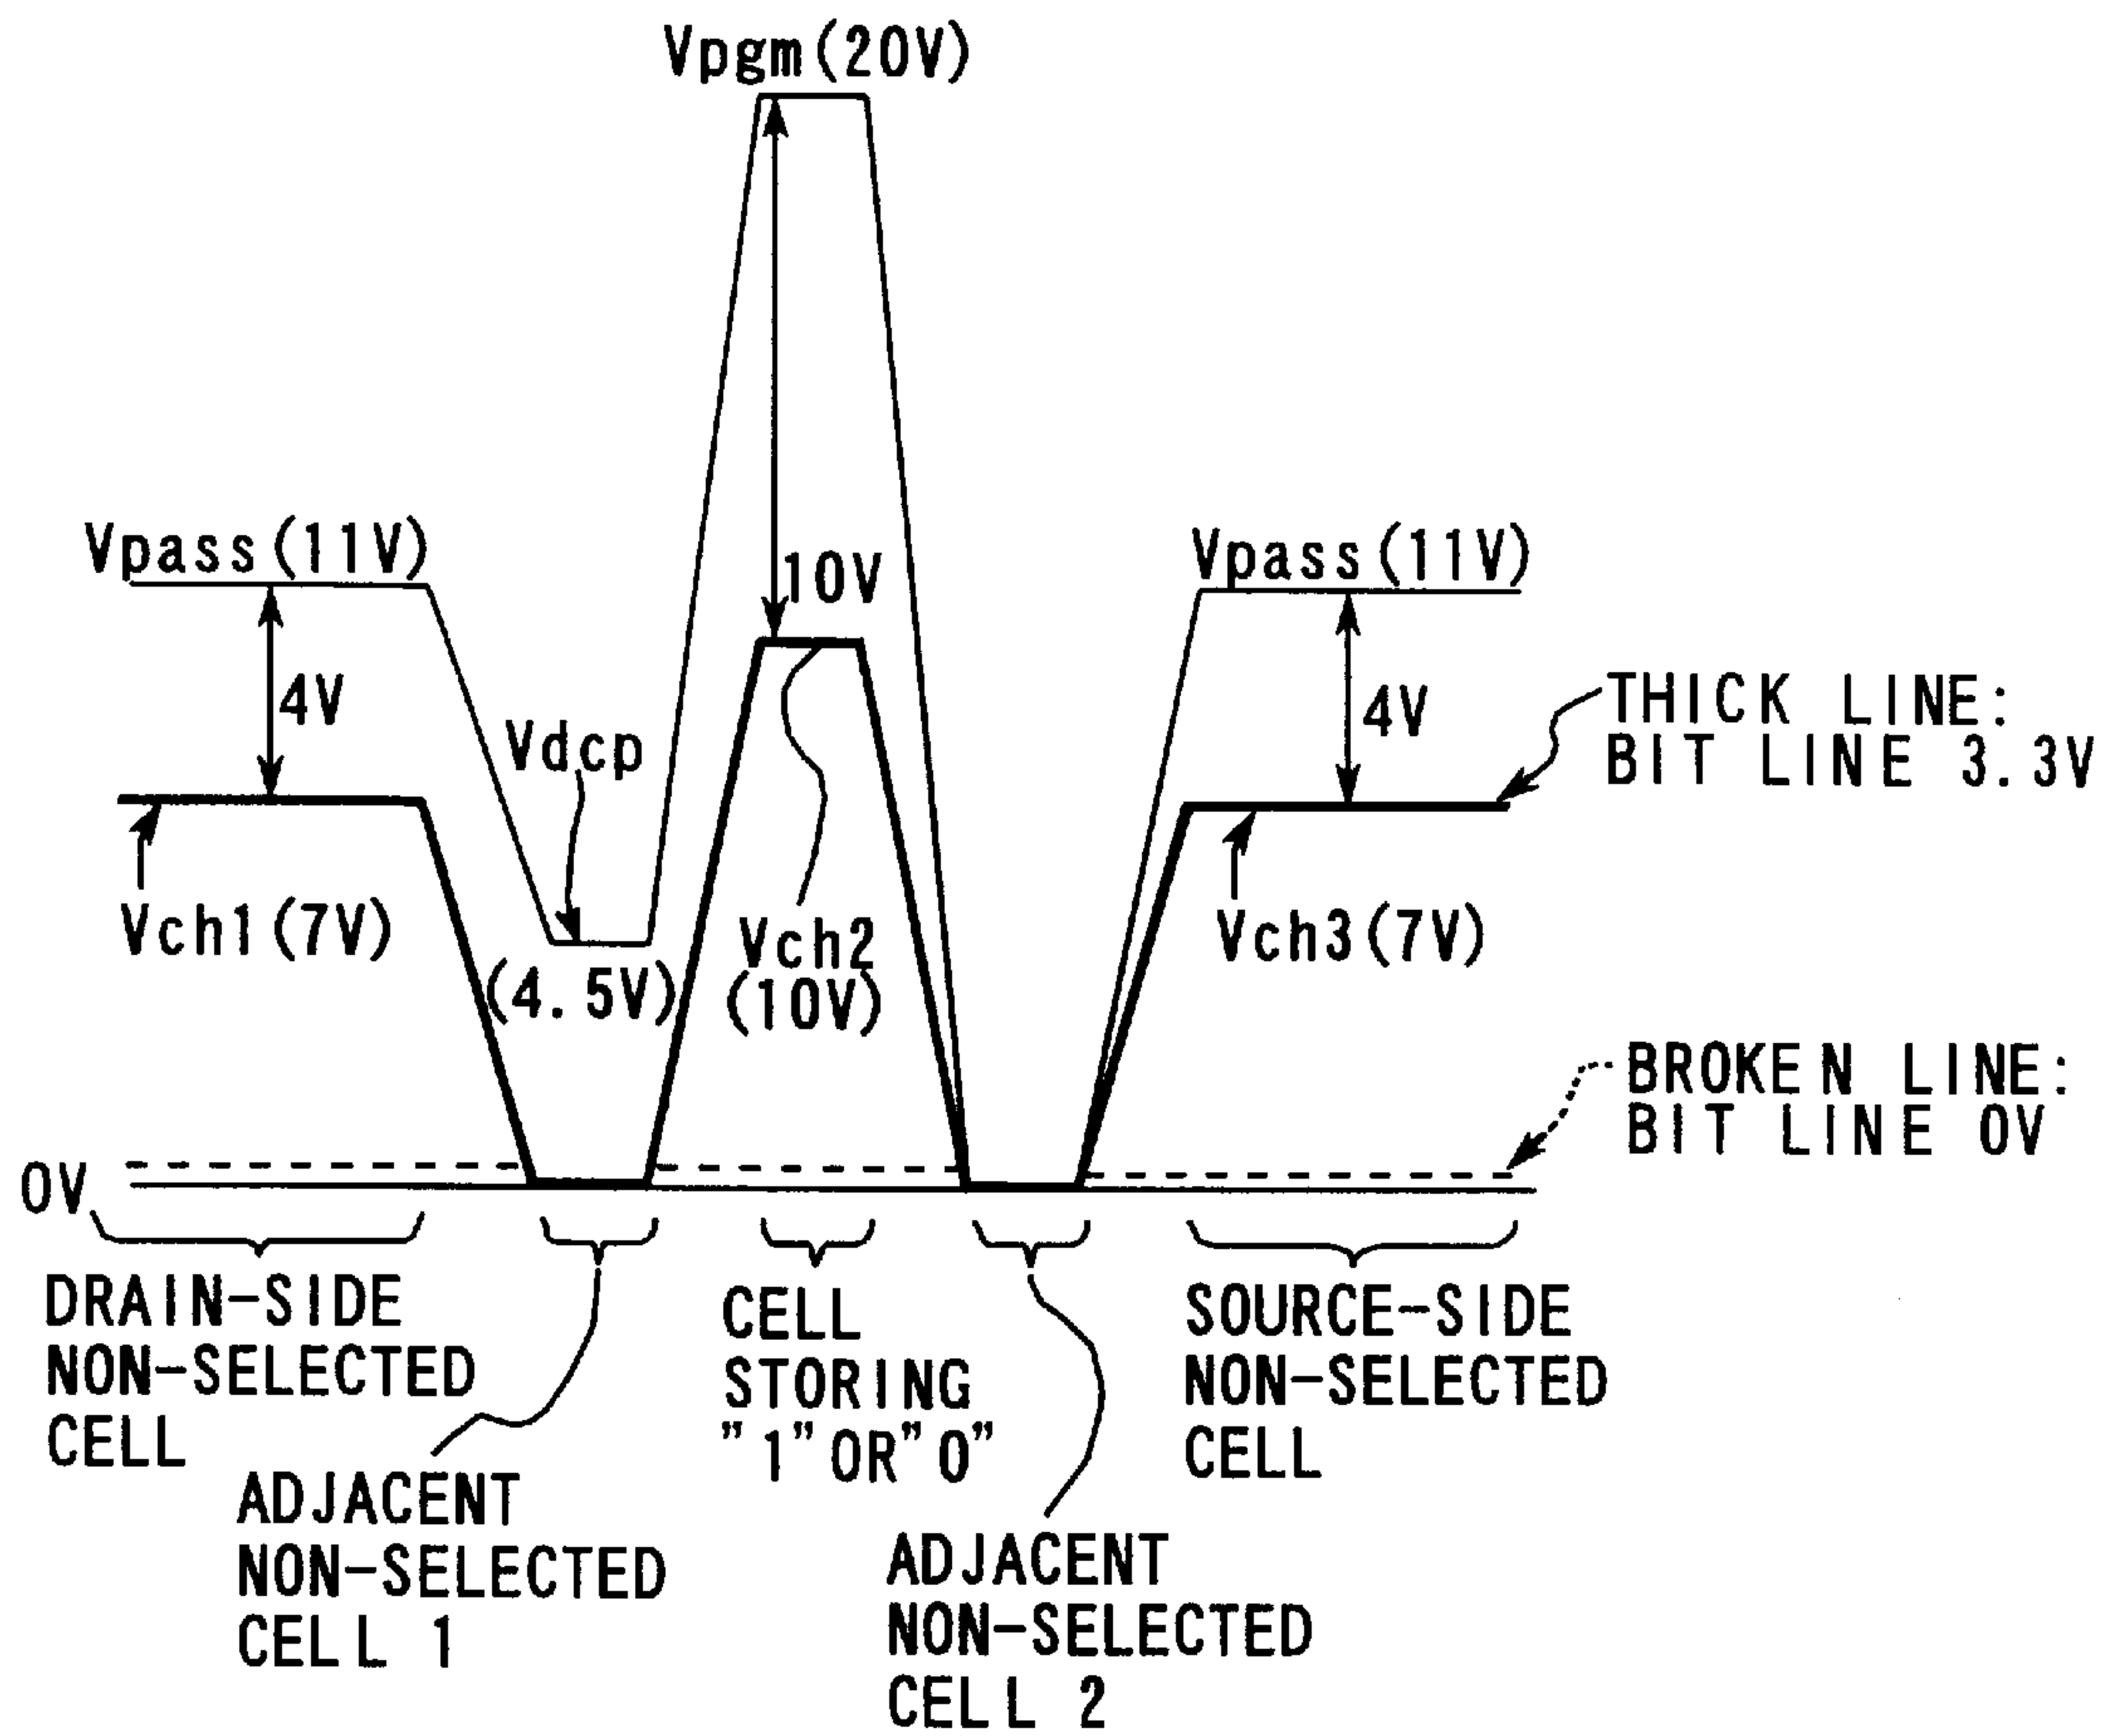 Vpgm(20V)
Vpass(11V)
10V
Vpass(11V)
4V
4V
THICK LINE:
BIT LINE 3.3V
Vdcp
Vch1(7V)
(4.5V)
Vch2
(10V)
Vch3(7V)
BROKEN LINE:
BIT LINE 0V
0V
DRAIN-SIDE
NON-SELECTED
CELL
ADJACENT
NON-SELECTED
CELL 1
CELL
STORING
"1"OR"0"
ADJACENT
NON-SELECTED
CELL 2
SOURCE-SIDE
NON-SELECTED
CELL